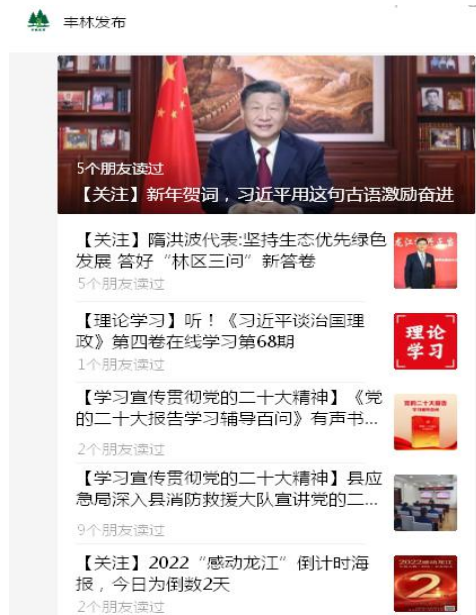 丰林发布
5个朋友读过
【关注】新年贺词，习近平用这句古语激励奋进
【关注】隋洪波代表:坚持生态优先绿色
发展 答好“林区三问”新答卷
5个朋友读过
【理论学习】听！《习近平谈治国理
政》第四卷在线学习第68期
理论
学习
1个朋友读过
【学习宣传贯彻党的二十大精神】《党
的二十大报告学习辅导百问》有声书...
2个朋友读过
【学习宣传贯彻党的二十大精神】县应
急局深入县消防救援大队宣讲党的二...
9个朋友读过
【关注】2022“感动龙江”倒计时海
报，今日为倒数2天
2
2个朋友读过